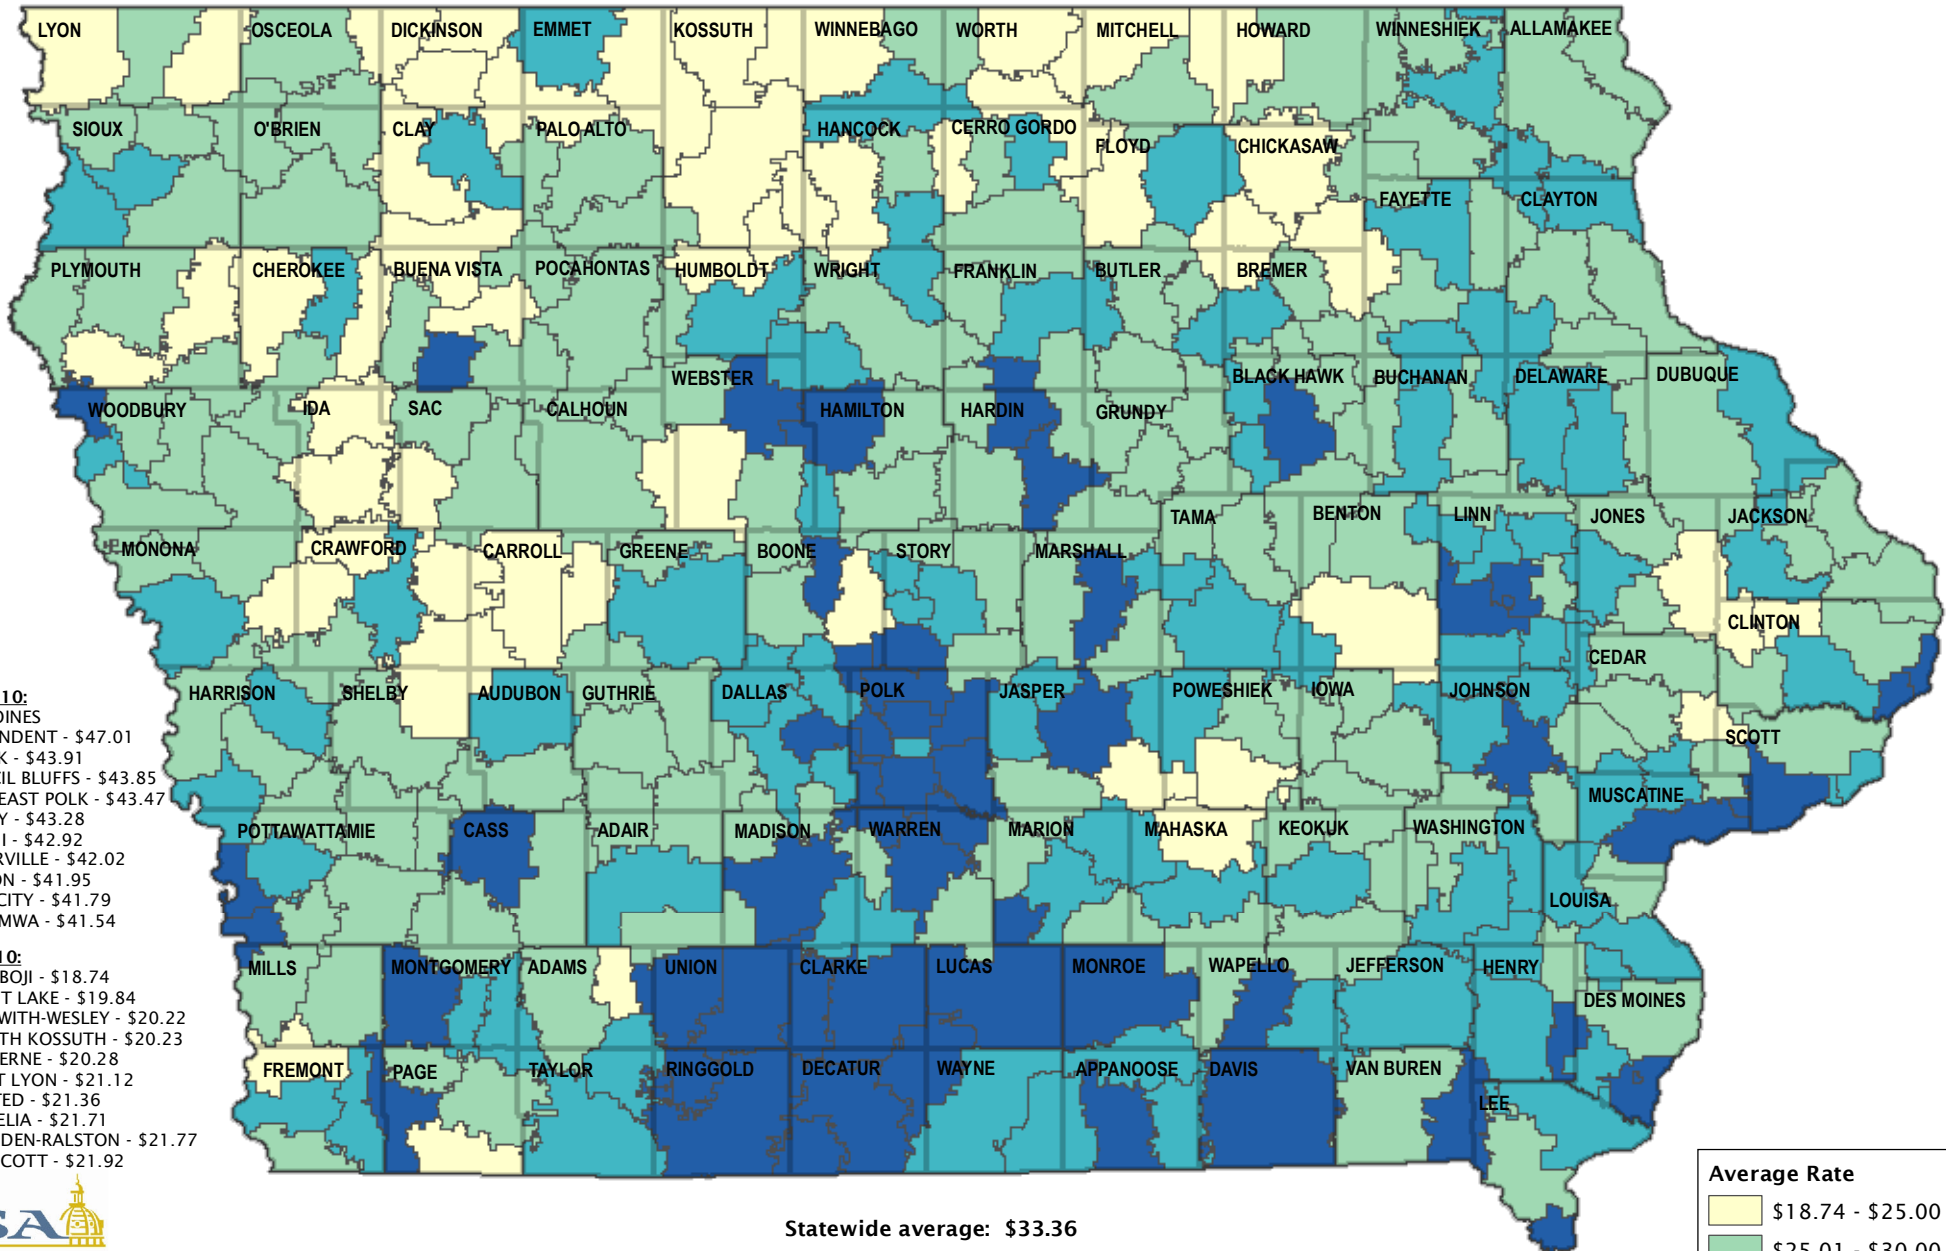 LYON
OSCEOLA
DICKINSON
EMMET
KOSSUTH
WINNEBAGO
WORTH
MITCHELL
HOWARD
WINNESHIEK
ALLAMAKEE
SIOUX
O'BRIEN
CLAY
PALO ALTO
HANCOCK
CERRO GORDO
FLOYD
CHICKASAW
FAYETTE
CLAYTON
PLYMOUTH
CHEROKEE
BUENA VISTA
POCAHONTAS
HUMBOLDT
WRIGHT
FRANKLIN
BUTLER
BREMER
WEBSTER
BLACK HAWK
BUCHANAN
DELAWARE
DUBUQUE
WOODBURY
IDA
SAC
CALHOUN
HAMILTON
HARDIN
GRUNDY
TAMA
BENTON
LINN
JONES
JACKSON
MONONA
CRAWFORD
CARROLL
GREENE
BOONE
STORY
MARSHALL
CLINTON
CEDAR
HARRISON
SHELBY
AUDUBON
GUTHRIE
DALLAS
POLK
JASPER
POWESHIEK
IOWA
JOHNSON
SCOTT
MUSCATINE
POTTAWATTAMIE
CASS
ADAIR
MADISON
WARREN
MARION
MAHASKA
KEOKUK
WASHINGTON
LOUISA
MILLS
MONTGOMERY
ADAMS
UNION
CLARKE
LUCAS
MONROE
WAPELLO
JEFFERSON
HENRY
DES MOINES
FREMONT
PAGE
TAYLOR
RINGGOLD
DECATUR
WAYNE
APPANOOSE
DAVIS
VAN BUREN
LEE
10:
OINES
NDENT - $47.01
K - $43.91
IL BLUFFS - $43.85
EAST POLK - $43.47
Y - $43.28
I - $42.92
RVILLE - $42.02
ON - $41.95
CITY - $41.79
MWA - $41.54
10:
BOJI - $18.74
T LAKE - $19.84
WITH-WESLEY - $20.22
TH KOSSUTH - $20.23
ERNE - $20.28
T LYON - $21.12
TED - $21.36
ELIA - $21.71
DEN-RALSTON - $21.77
COTT - $21.92
SA
Statewide average: $33.36
Average Rate
$18.74 - $25.00
$25.01 - $30.00